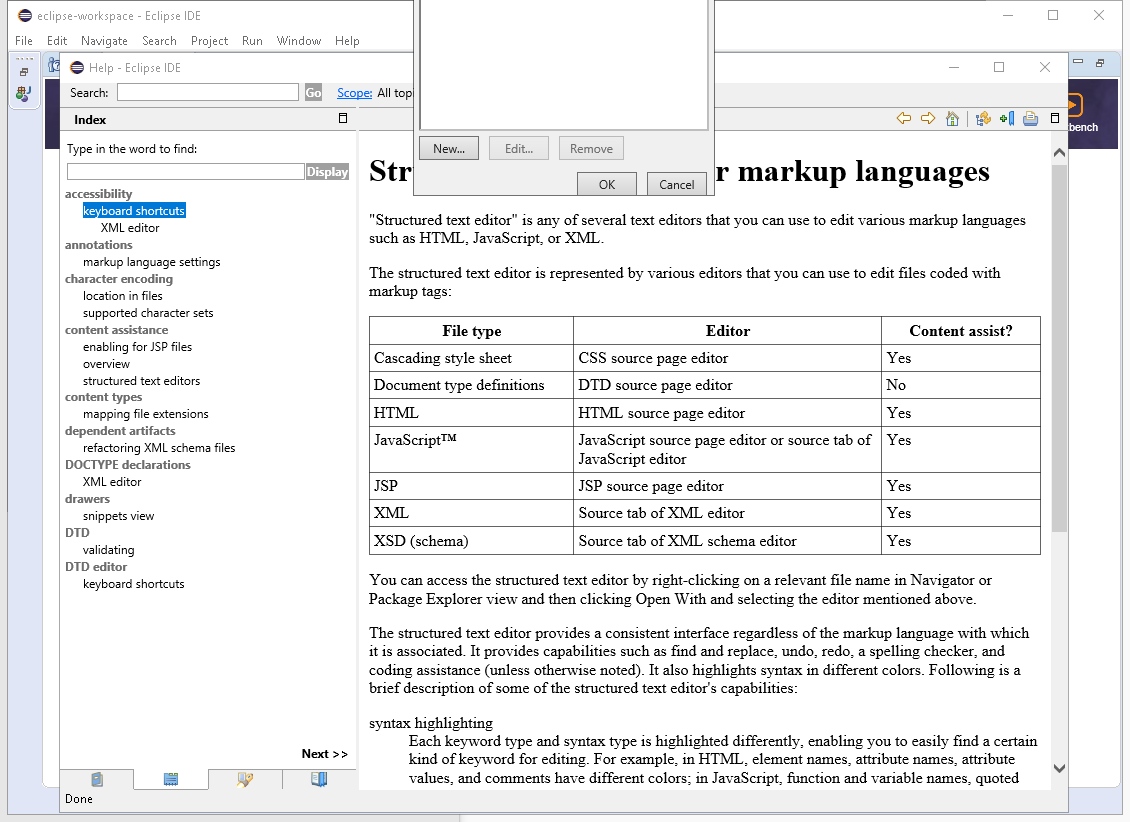 eclipse-workspace - Eclipse IDE
File Edit Navigate Search Project Run Window Help
Help - Eclipse IDE
Search: Go Scope: All topi
Index
Type in the word to find:
Display
accessibility
keyboard shortcuts
XML editor
annotations
markup language settings
character encoding
location in files
supported character sets
content assistance
enabling for JSP files
overview
structured text editors
content types
mapping file extensions
dependent artifacts
refactoring XML schema files
DOCTYPE declarations
XML editor
drawers
snippets view
DTD
validating
DTD editor
keyboard shortcuts
Next >>
Done
New... Edit... Remove
OK Cancel
bench
Str r markup languages
"Structured text editor" is any of several text editors that you can use to edit various markup languages
such as HTML, JavaScript, or XML.
The structured text editor is represented by various editors that you can use to edit files coded with
markup tags:
File type Editor Content assist?
Cascading style sheet CSS source page editor Yes
Document type definitions DTD source page editor No
HTML HTML source page editor Yes
JavaScript™ JavaScript source page editor or source tab of Yes
JavaScript editor
JSP JSP source page editor Yes
XML Source tab of XML editor Yes
XSD (schema) Source tab of XML schema editor Yes
You can access the structured text editor by right-clicking on a relevant file name in Navigator or
Package Explorer view and then clicking Open With and selecting the editor mentioned above.
The structured text editor provides a consistent interface regardless of the markup language with which
it is associated. It provides capabilities such as find and replace, undo, redo, a spelling checker, and
coding assistance (unless otherwise noted). It also highlights syntax in different colors. Following is a
brief description of some of the structured text editor's capabilities:
syntax highlighting
Each keyword type and syntax type is highlighted differently, enabling you to easily find a certain
kind of keyword for editing. For example, in HTML, element names, attribute names, attribute
values, and comments have different colors; in JavaScript, function and variable names, quoted